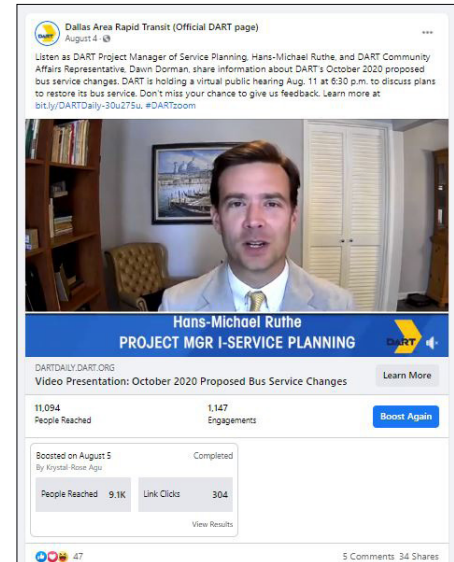 Dallas Area Rapid Transit (Official DART page)
August 4 ·
Listen as DART Project Manager of Service Planning, Hans-Michael Ruthe, and DART Community
Affairs Representative, Dawn Dorman, share information about DART's October 2020 proposed
bus service changes. DART is holding a virtual public hearing Aug. 11 at 6:30 p.m. to discuss plans
to restore its bus service. Don't miss your chance to give us feedback. Learn more at
bit.ly/DARTDaily-30u275u. #DARTzoom
Hans-Michael Ruthe
PROJECT MGR I-SERVICE PLANNING
DART
DARTDAILY.DART.ORG
Video Presentation: October 2020 Proposed Bus Service Changes
Learn More
11,094 1,147
People Reached Engagements
Boost Again
Boosted on August 5 Completed
By Krystal-Rose Agu
People Reached 9.1K Link Clicks 304
View Results
47 5 Comments 34 Shares